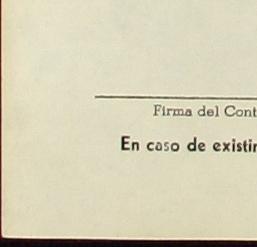 Firma del Cont
En caso de existir